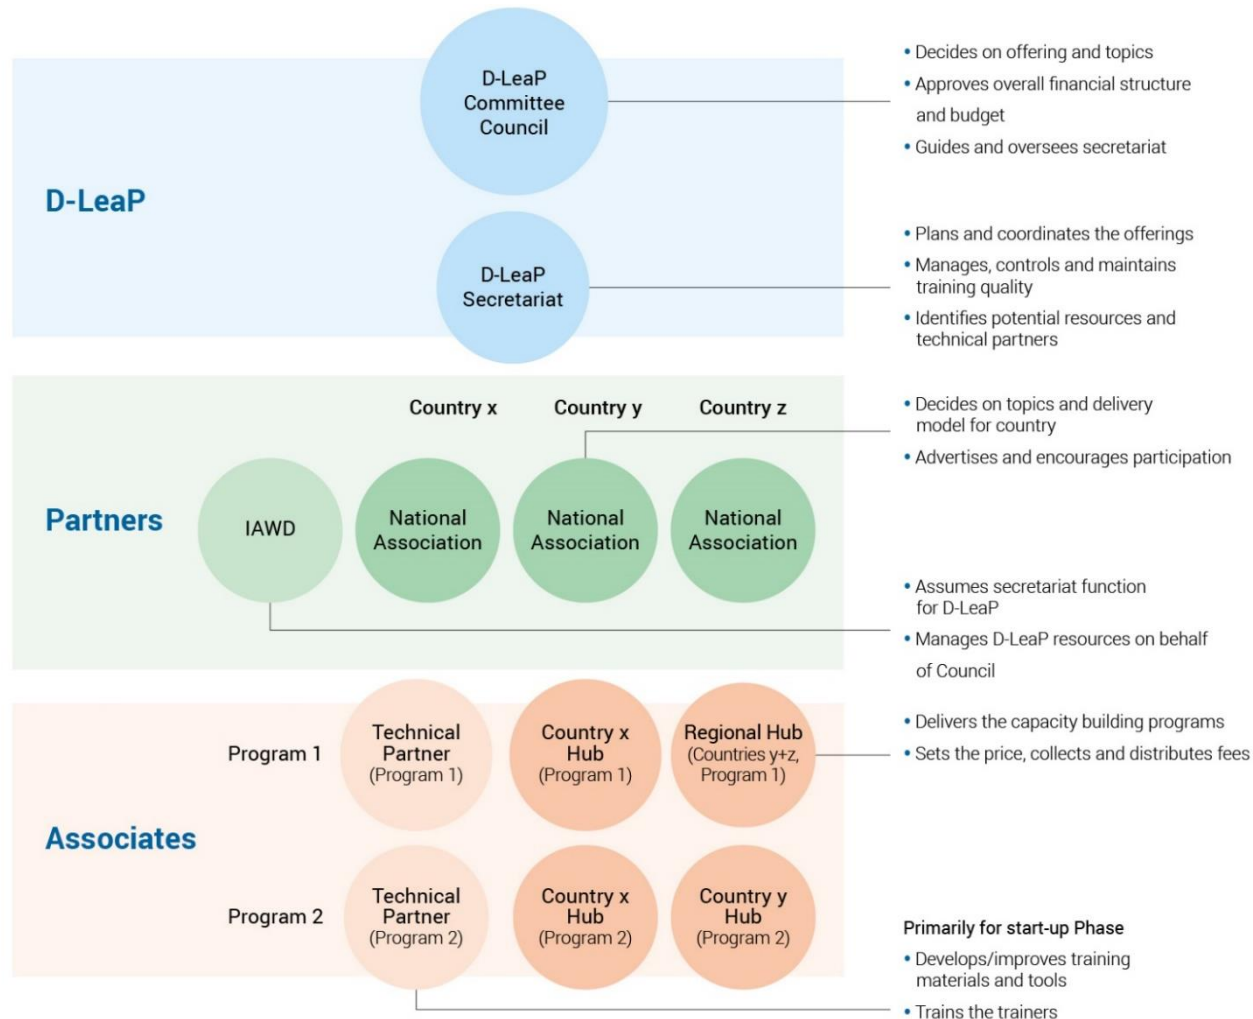 D-LeaP
D-LeaP
Committee
Council
• Decides on offering and topics
• Approves overall financial structure
and budget
• Guides and oversees secretariat
D-LeaP
Secretariat
• Plans and coordinates the offerings
• Manages, controls and maintains
training quality
• Identifies potential resources and
technical partners
Partners
Country x
Country y
Country z
IAWD
National
Association
National
Association
National
Association
• Decides on topics and delivery
model for country
• Advertises and encourages participation
• Assumes secretariat function
for D-LeaP
• Manages D-LeaP resources on behalf
of Council
Associates
Program 1
Technical
Partner
(Program 1)
Country x
Hub
(Program 1)
Regional Hub
(Countries y+z,
Program 1)
• Delivers the capacity building programs
• Sets the price, collects and distributes fees
Program 2
Technical
Partner
(Program 2)
Country x
Hub
(Program 2)
Country y
Hub
(Program 2)
Primarily for start-up Phase
• Develops/improves training
materials and tools
• Trains the trainers